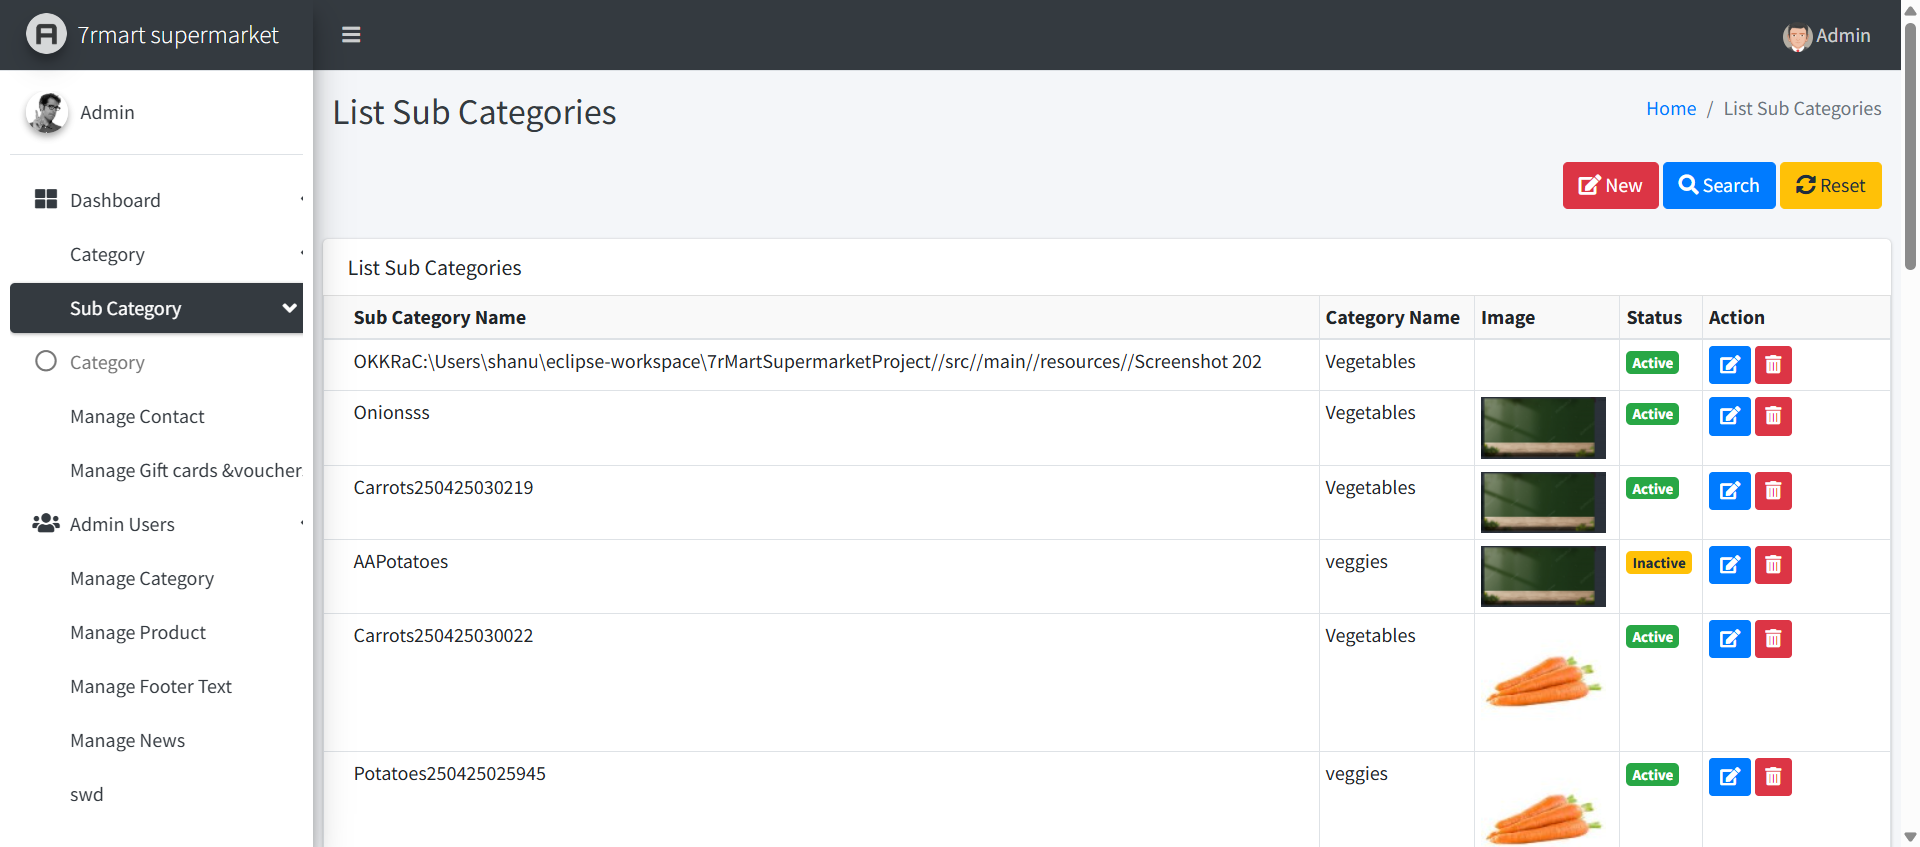 7rmart supermarket
Admin
Admin
List Sub Categories
Home / List Sub Categories
Dashboard
Category
Sub Category
Category
Manage Contact
Manage Gift cards &voucher
Admin Users
Manage Category
Manage Product
Manage Footer Text
Manage News
swd
New Search Reset
List Sub Categories
Sub Category Name Category Name Image Status Action
OKKRaC:\Users\shanu\eclipse-workspace\7rMartSupermarketProject//src//main//resources//Screenshot 202 Vegetables Active
Onionsss Vegetables Active
Carrots250425030219 Vegetables Active
AAPotatoes veggies Inactive
Carrots250425030022 Vegetables Active
Potatoes250425025945 veggies Active